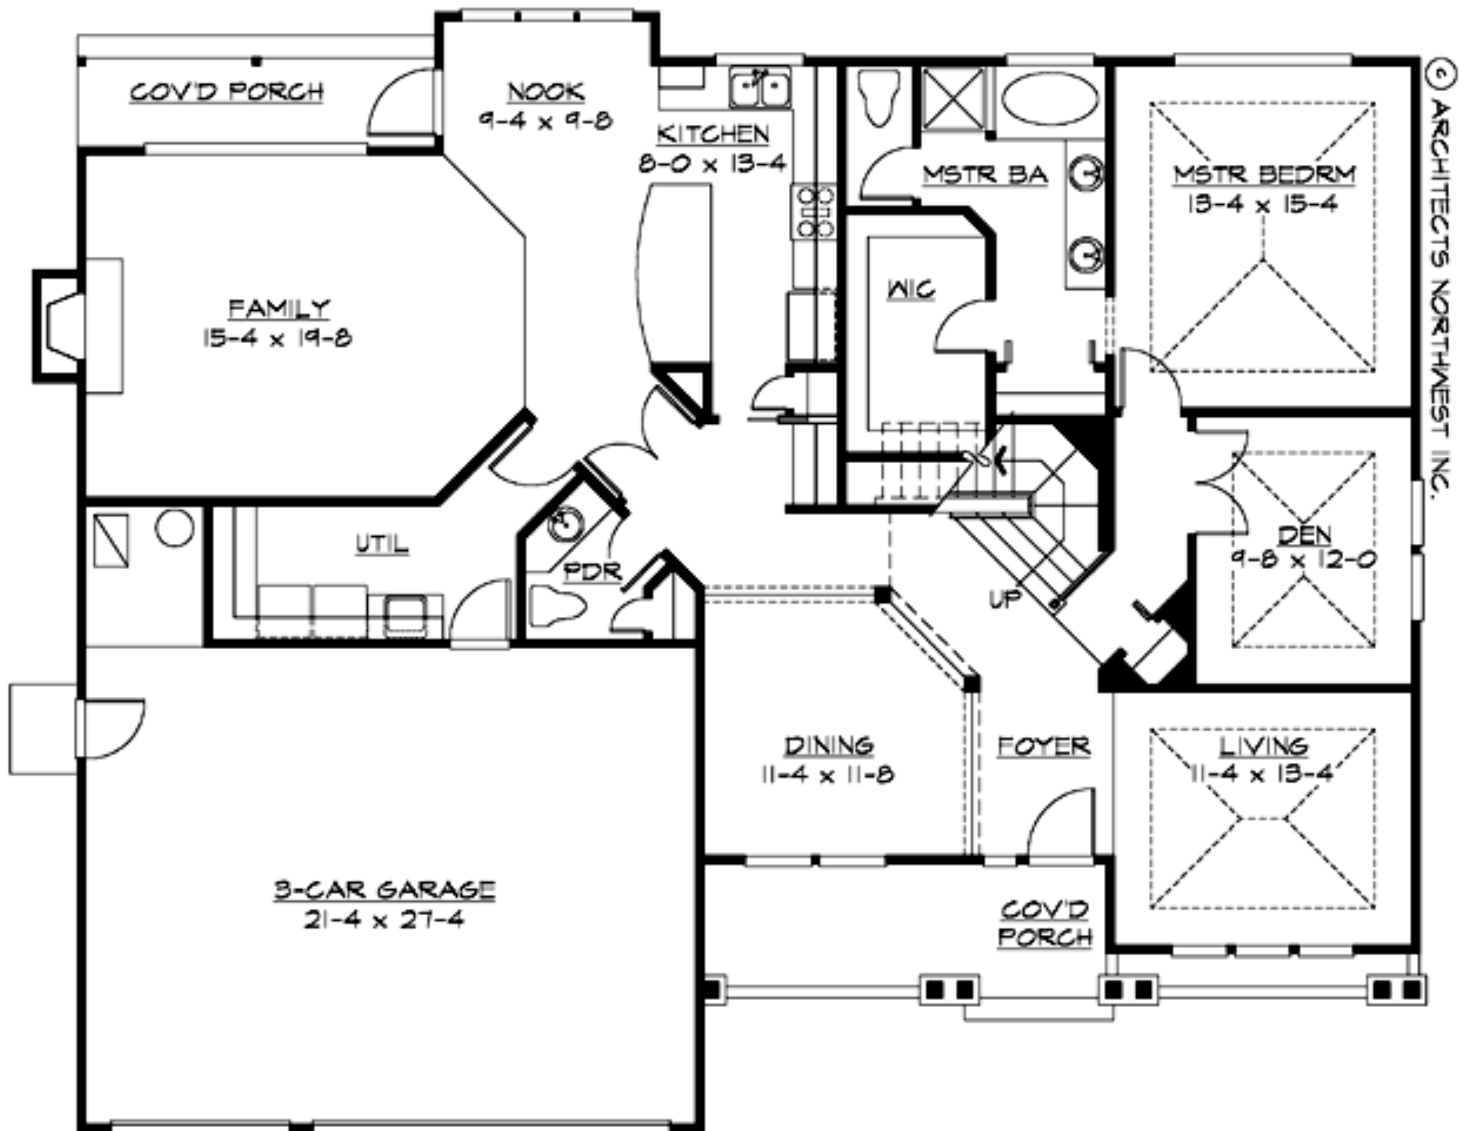 COV'D PORCH
NOOK
9-4 x 9-8
KITCHEN
8-0 x 13-4
MSTR BA
MSTR BEDRM
13-4 x 15-4
WIC
FAMILY
15-4 x 19-8
UTIL
PDR
UP
DEN
9-8 x 12-0
DINING
11-4 x 11-8
FOYER
LIVING
11-4 x 13-4
3-CAR GARAGE
21-4 x 27-4
COV'D
PORCH
© ARCHITECTS NORTHWEST INC.